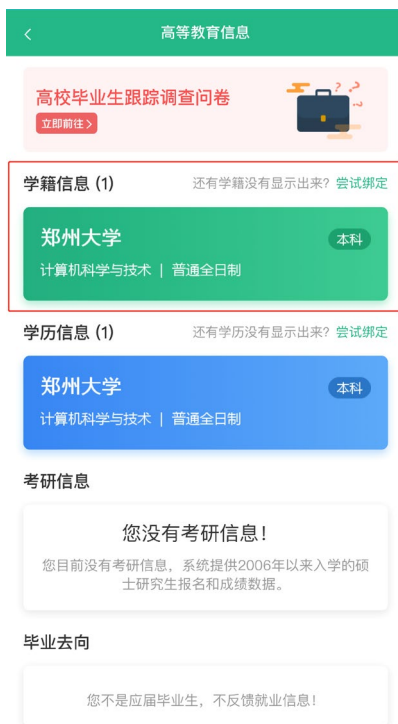 高等教育信息
高校毕业生跟踪调查问卷
立即前往>
学籍信息 (1) 还有学籍没有显示出来？尝试绑定
郑州大学 本科
计算机科学与技术 | 普通全日制
学历信息 (1) 还有学历没有显示出来？尝试绑定
郑州大学 本科
计算机科学与技术 | 普通全日制
考研信息
您没有考研信息！
您目前没有考研信息，系统提供2006年以来入学的硕
士研究生报名和成绩数据。
毕业去向
您不是应届毕业生，不反馈就业信息！